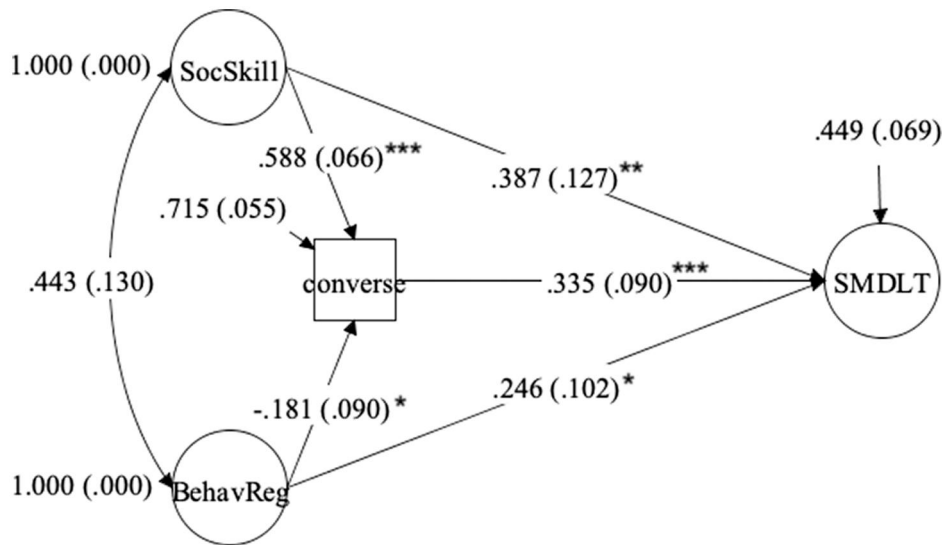 1.000 (.000)
SocSkill
.449 (.069)
.588 (.066)***
.387 (.127)**
.715 (.055)
.443 (.130)
converse
.335 (.090)***
SMDLT
-.181 (.090)*
.246 (.102)*
1.000 (.000)
BehavReg